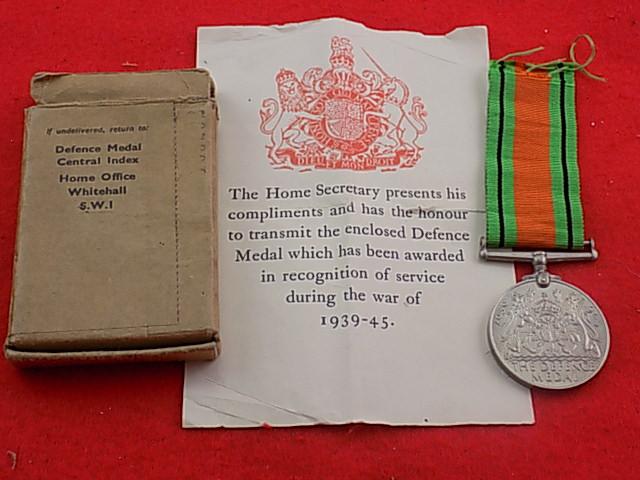 If undelivered, return to:
Defence Medal
Central Index
Home Office
Whitehall
S.W.1
DIEU ET MON DROIT
The Home Secretary presents his
compliments and has the honour
to transmit the enclosed Defence
Medal which has been awarded
in recognition of service
during the war of
1939-45.
THE DEFENCE
MEDAL